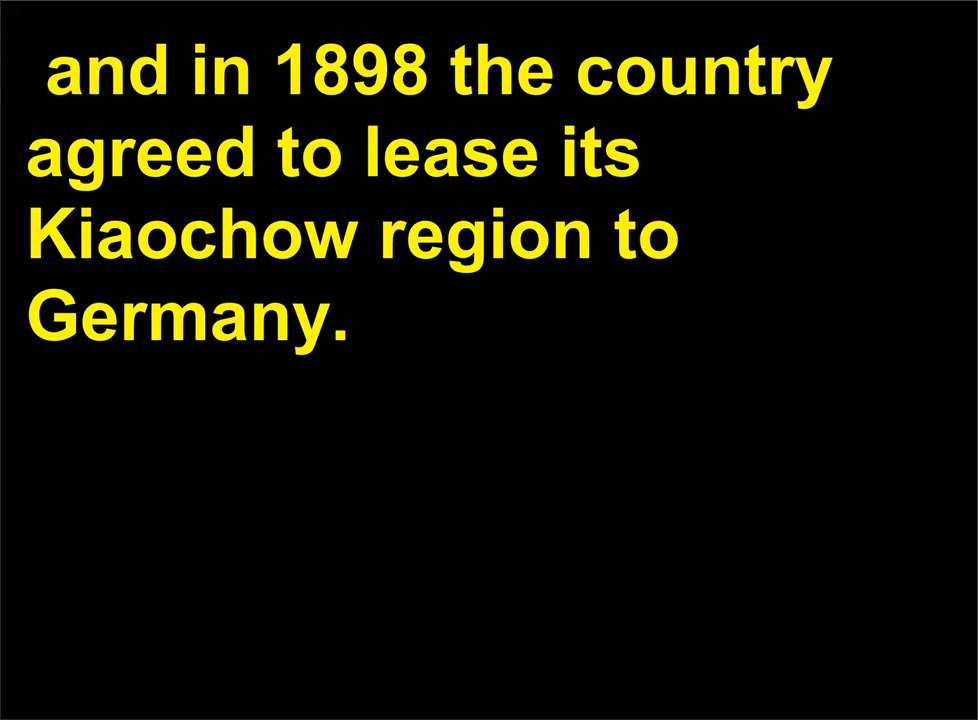 and in 1898 the country
agreed to lease its
Kiaochow region to
Germany.